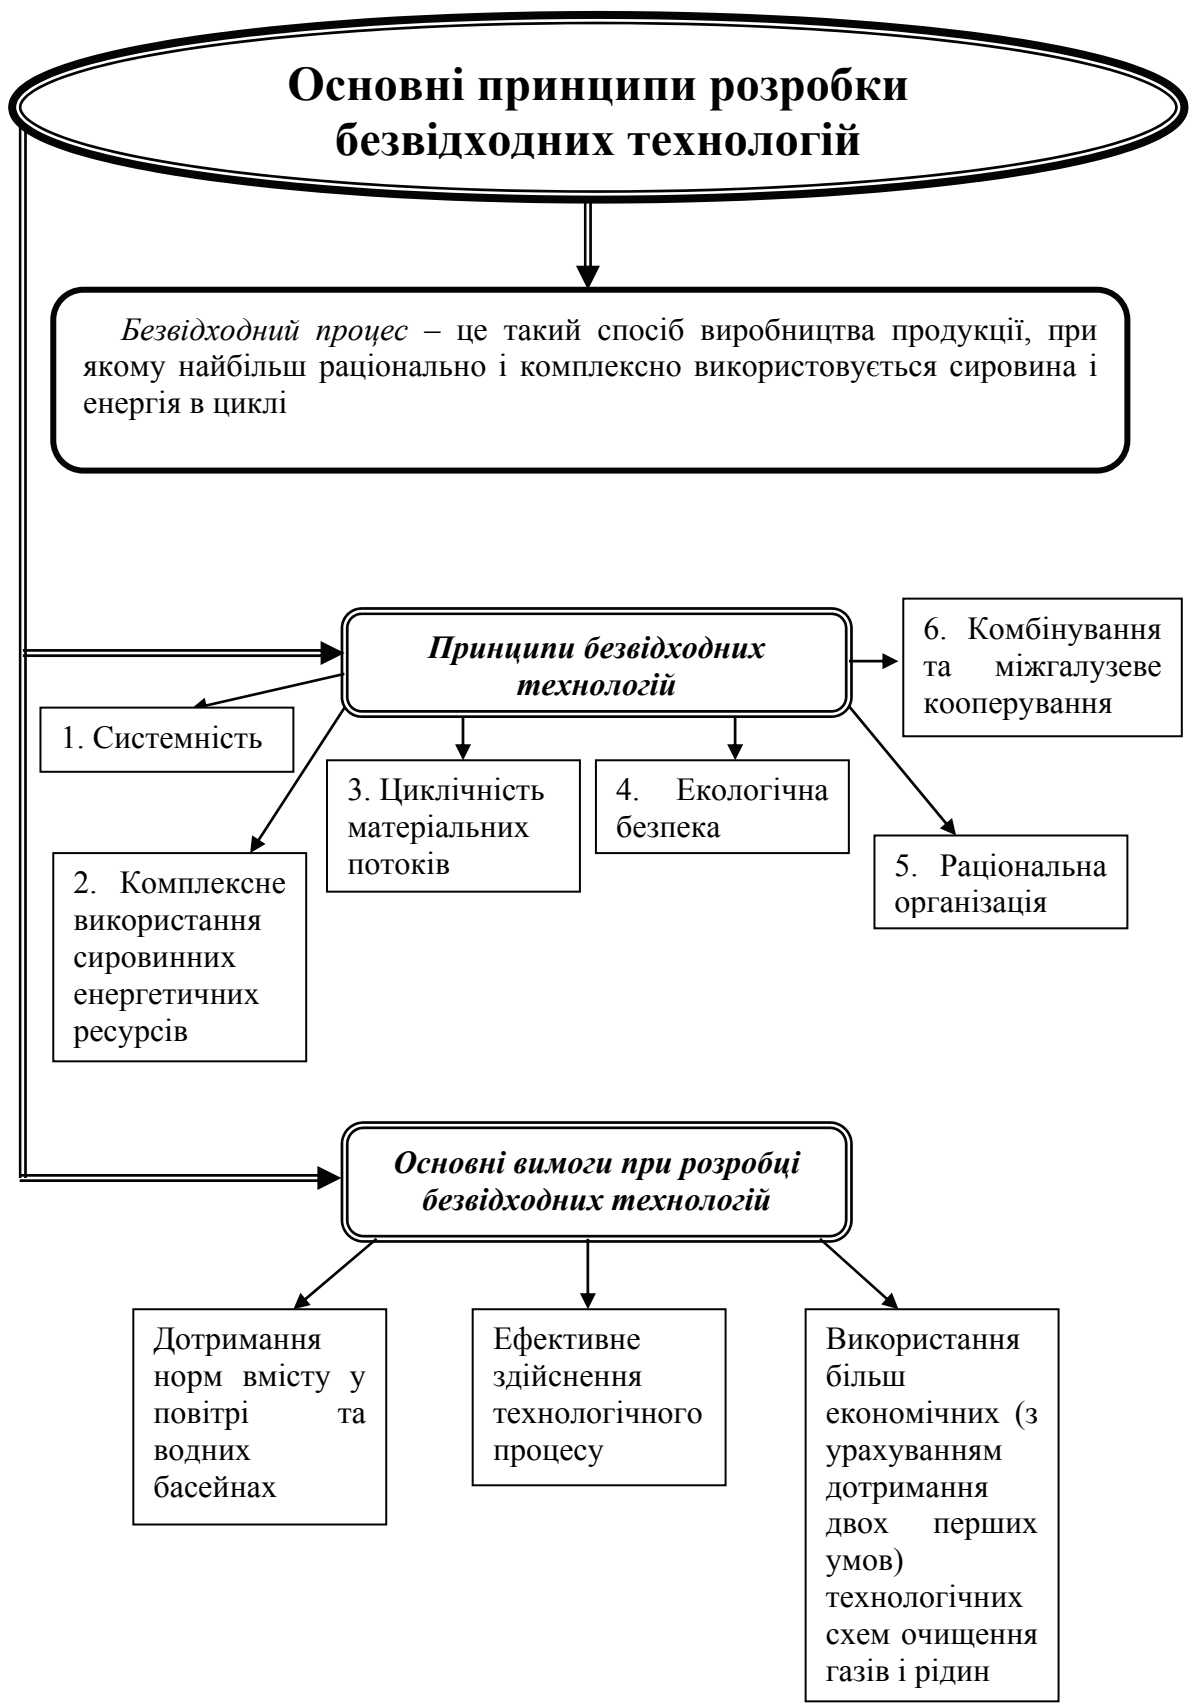 Основні принципи розробки
безвідходних технологій
Безвідходний процес – це такий спосіб виробництва продукції, при
якому найбільш раціонально і комплексно використовується сировина і
енергія в циклі
Принципи безвідходних
технологій
1. Системність
2. Комплексне
використання
сировинних
енергетичних
ресурсів
3. Циклічність
матеріальних
потоків
4. Екологічна
безпека
5. Раціональна
організація
6. Комбінування
та міжгалузеве
кооперування
Основні вимоги при розробці
безвідходних технологій
Дотримання
норм вмісту у
повітрі та
водних
басейнах
Ефективне
здійснення
технологічного
процесу
Використання
більш
економічних (з
урахуванням
дотримання
двох перших
умов)
технологічних
схем очищення
газів і рідин